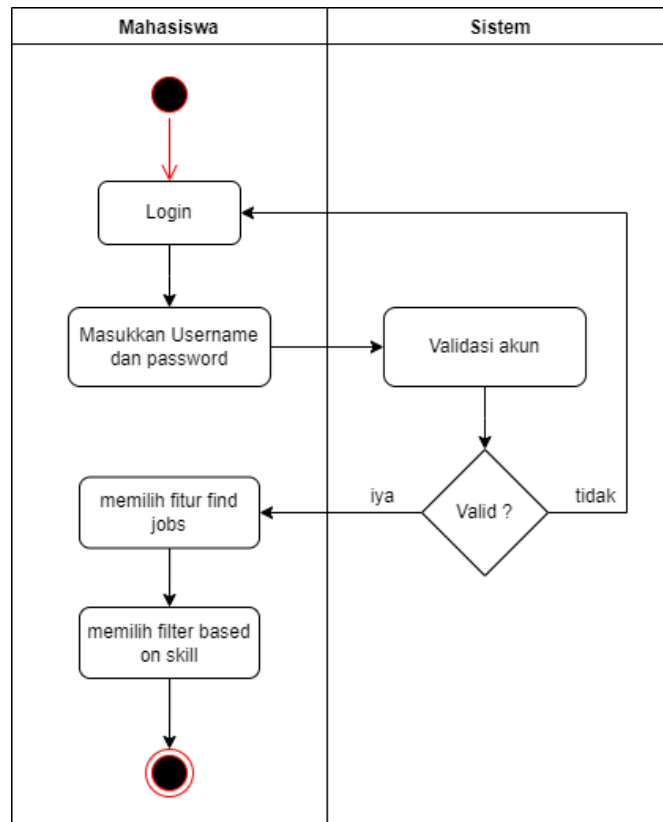 Mahasiswa
Sistem
Login
Masukkan Username
dan password
Validasi akun
memilih fitur find
jobs
iya
Valid ?
tidak
memilih filter based
on skill